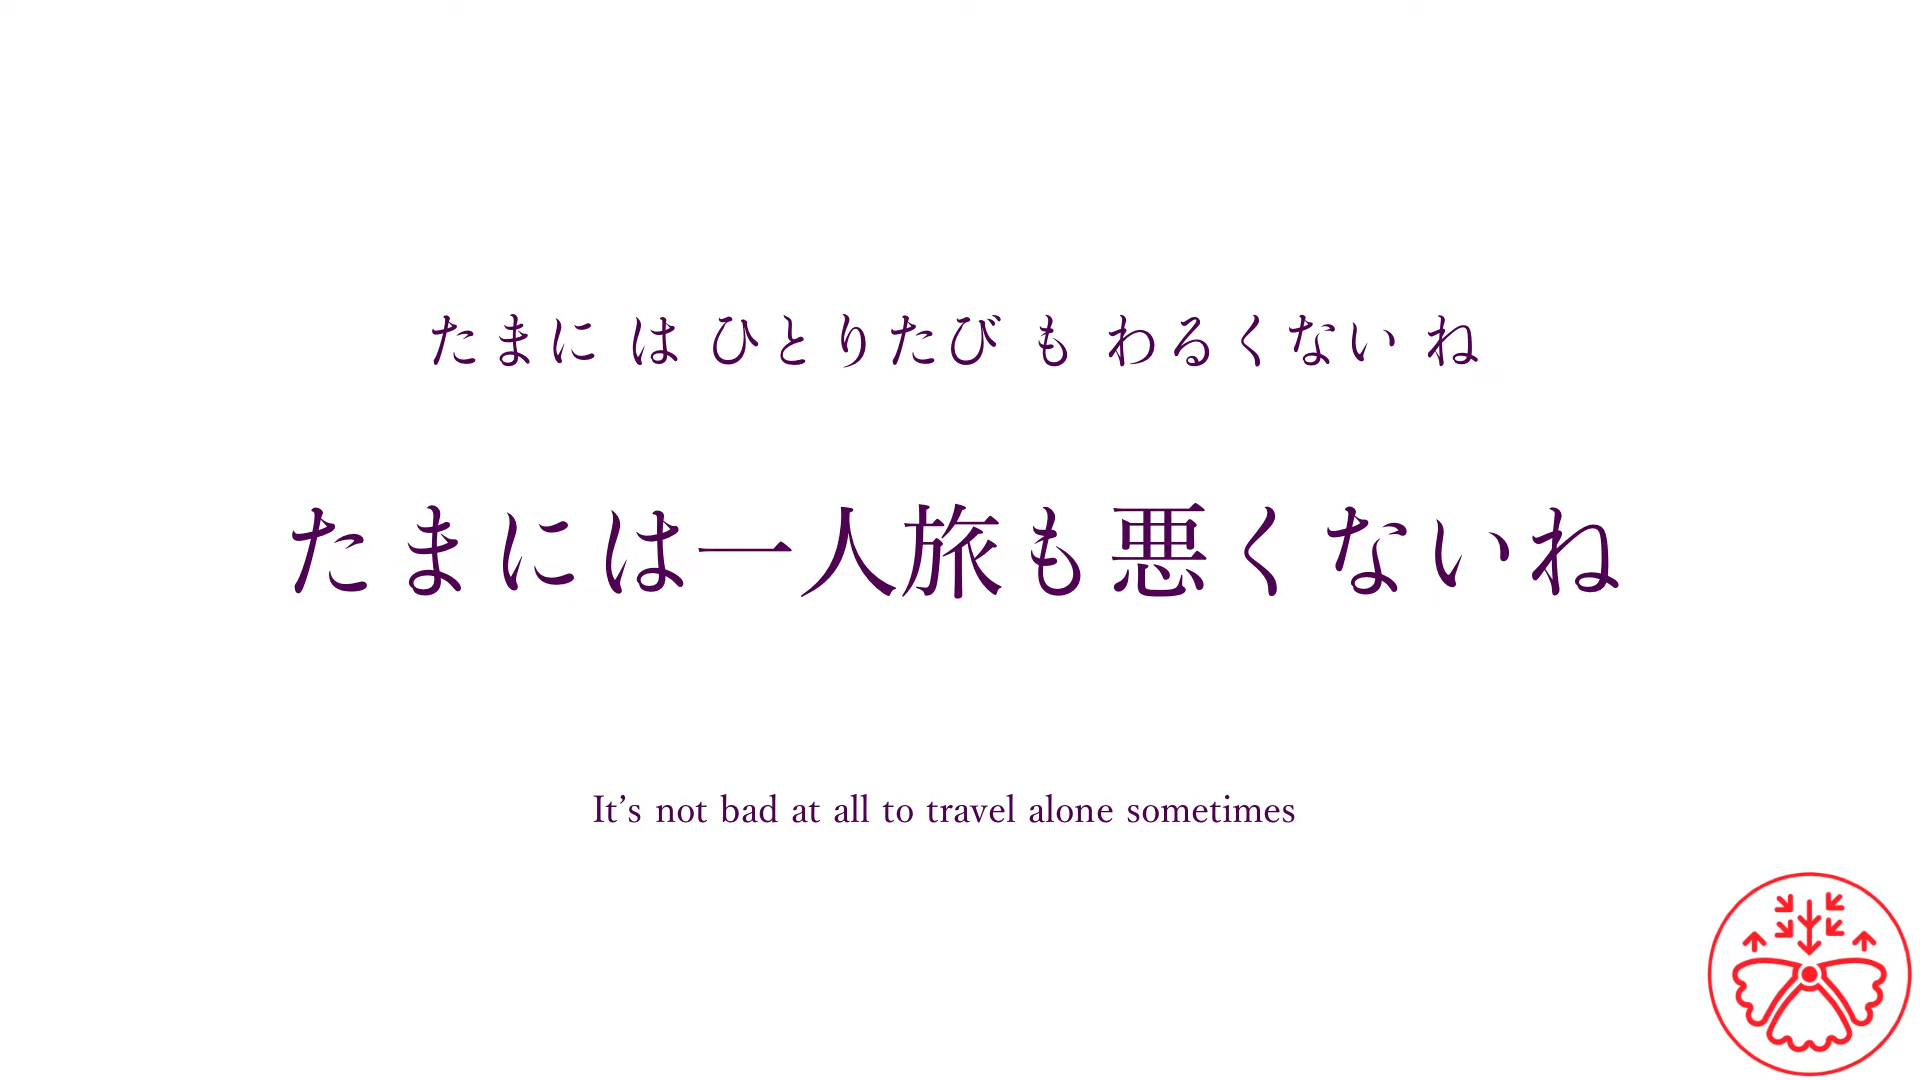 たまに は ひとりたび も わるくない ね
たまには一人旅も悪くないね
It’s not bad at all to travel alone sometimes